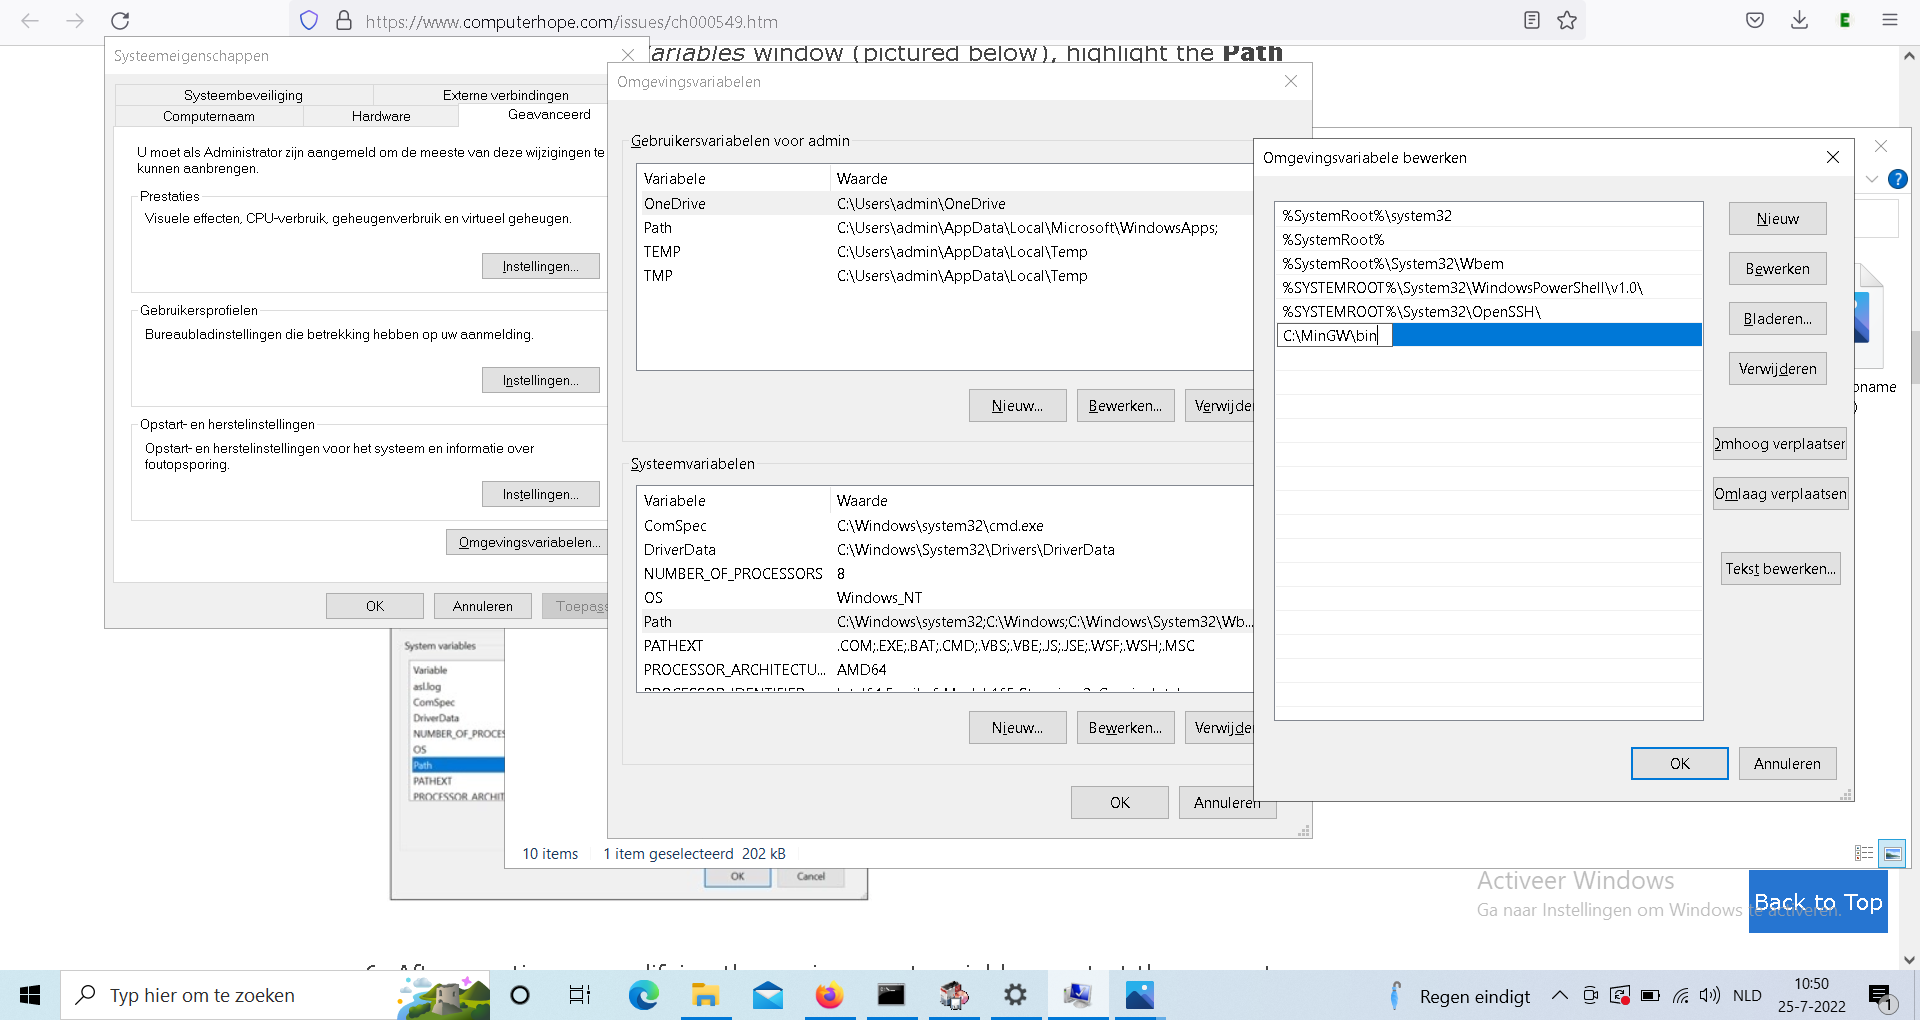 https://www.computerhope.com/issues/ch000549.htm
ariables window (pictured below), highlight the Path
Systeemeigenschappen
Systeembeveiliging
Externe verbindingen
Computernaam
Hardware
Geavanceerd
U moet als Administrator zijn aangemeld om de meeste van deze wijzigingen te
kunnen aanbrengen.
Prestaties
Visuele effecten, CPU-verbruik, geheugenverbruik en virtueel geheugen.
Instellingen...
Gebruikersprofielen
Bureaubladinstellingen die betrekking hebben op uw aanmelding.
Instellingen...
Opstart- en herstelinstellingen
Opstart- en herstelinstellingen voor het systeem en informatie over
foutopsporing.
Instellingen...
Omgevingsvariabelen...
OK
Annuleren
Toepass
System variables
Variable
asl.log
ComSpec
DriverData
NUMBER_OF_PROCES
OS
Path
PATHEXT
PROCESSOR_ARCHIT
OK
Cancel
Omgevingsvariabelen
Gebruikersvariabelen voor admin
Variabele Waarde
OneDrive C:\Users\admin\OneDrive
Path C:\Users\admin\AppData\Local\Microsoft\WindowsApps;
TEMP C:\Users\admin\AppData\Local\Temp
TMP C:\Users\admin\AppData\Local\Temp
Nieuw...
Bewerken...
Verwijde
Systeemvariabelen
Variabele Waarde
ComSpec C:\Windows\system32\cmd.exe
DriverData C:\Windows\System32\Drivers\DriverData
NUMBER_OF_PROCESSORS 8
OS Windows_NT
Path C:\Windows\system32;C:\Windows;C:\Windows\System32\Wb...
PATHEXT .COM;.EXE;.BAT;.CMD;.VBS;.VBE;.JS;.JSE;.WSF;.WSH;.MSC
PROCESSOR_ARCHITECTU... AMD64
Nieuw...
Bewerken...
Verwijde
OK
Annuleren
10 items 1 item geselecteerd 202 kB
Omgevingsvariabele bewerken
%SystemRoot%\system32
%SystemRoot%
%SystemRoot%\System32\Wbem
%SYSTEMROOT%\System32\WindowsPowerShell\v1.0\
%SYSTEMROOT%\System32\OpenSSH\
C:\MinGW\bin
Nieuw
Bewerken
Bladeren...
Verwijderen
Omhoog verplaatsen
Omlaag verplaatsen
Tekst bewerken...
OK
Annuleren
pname
Activeer Windows
Ga naar Instellingen om Windows te activeren.
Back to Top
Typ hier om te zoeken
Regen eindigt
NLD
10:50
25-7-2022
1